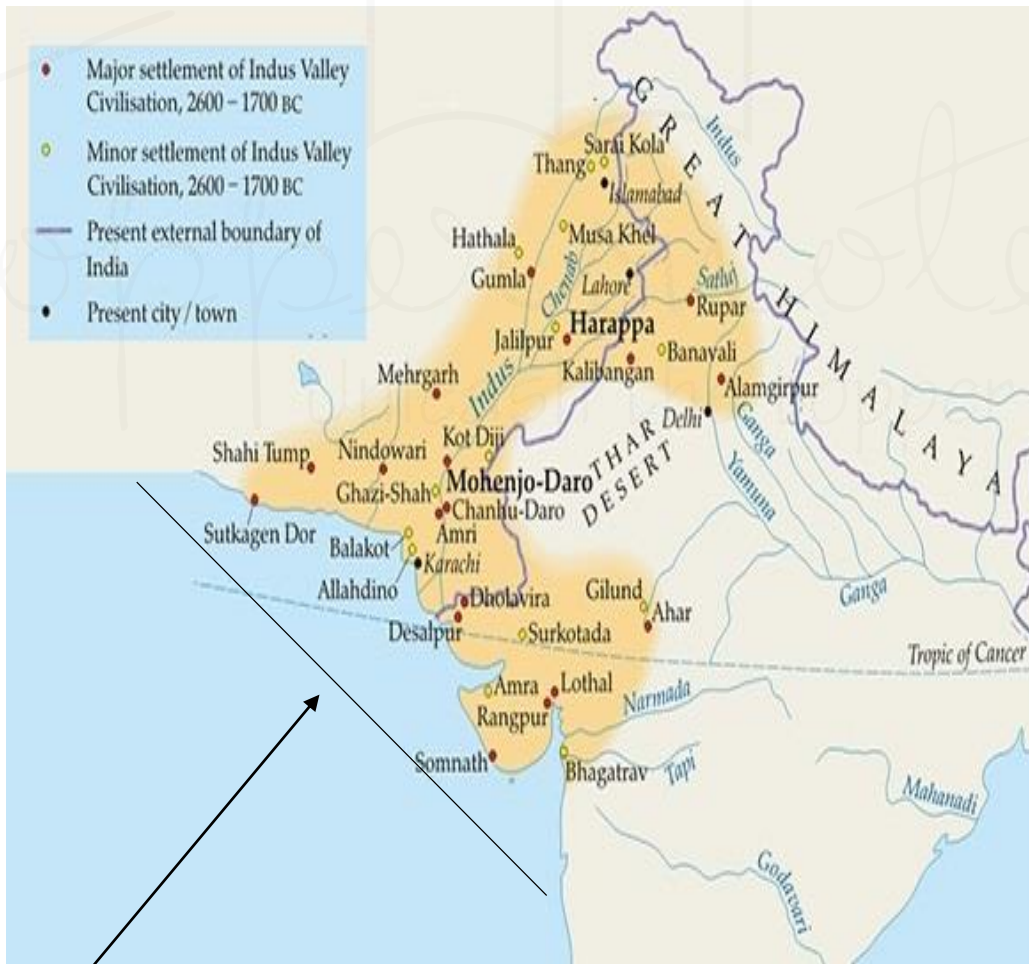 Major settlement of Indus Valley
Civilisation, 2600 – 1700 BC
Minor settlement of Indus Valley
Civilisation, 2600 – 1700 BC
Present external boundary of
India
Present city / town
GREAT HIMALAYA
Indus
Sarai Kola
Thang
Islamabad
Hathala
Musa Khel
Gumla
Chenab
Lahore
Satluj
Rupar
Jalilpur
Harappa
Banavali
Kalibangan
Mehrgarh
Indus
Alamgirpur
Delhi
Ganga
Kot Diji
THAR
DESERT
Shahi Tump
Nindowari
Yamuna
Mohenjo-Daro
Ghazi-Shah
Chanhu-Daro
Sutkagen Dor
Amri
Balakot
Karachi
Allahdino
Dholavira
Gilund
Ahar
Ganga
Desalpur
Surkotada
Tropic of Cancer
Amra
Lothal
Rangpur
Narmada
Somnath
Bhagatrav
Tapi
Mahanadi
Godavari